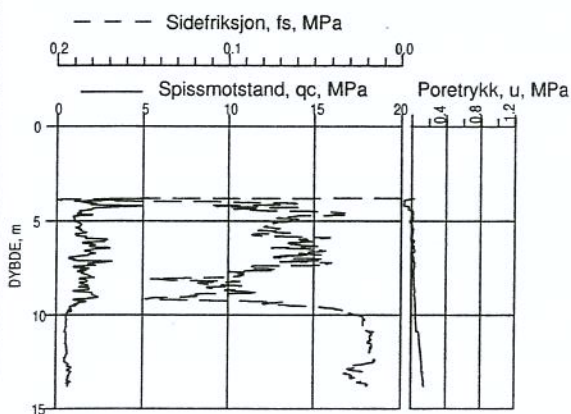 Sidefriksjon, fs, MPa
0,2 0,1 0,0
Spissmotstand, qc, MPa Poretrykk, u, MPa
0 5 10 15 20 0,4 0,8 1,2
0
DYBDE, m
5
10
15